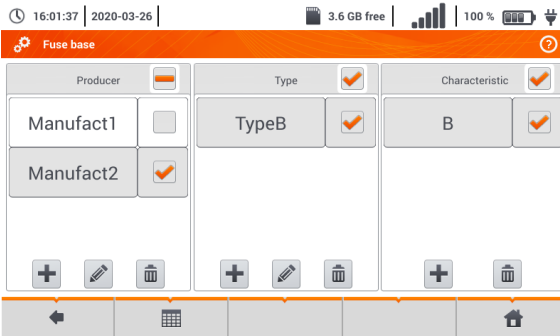 16:01:37 2020-03-26 3.6 GB free 100 %
Fuse base ?
Producer Type Characteristic
Manufact1 TypeB B
Manufact2